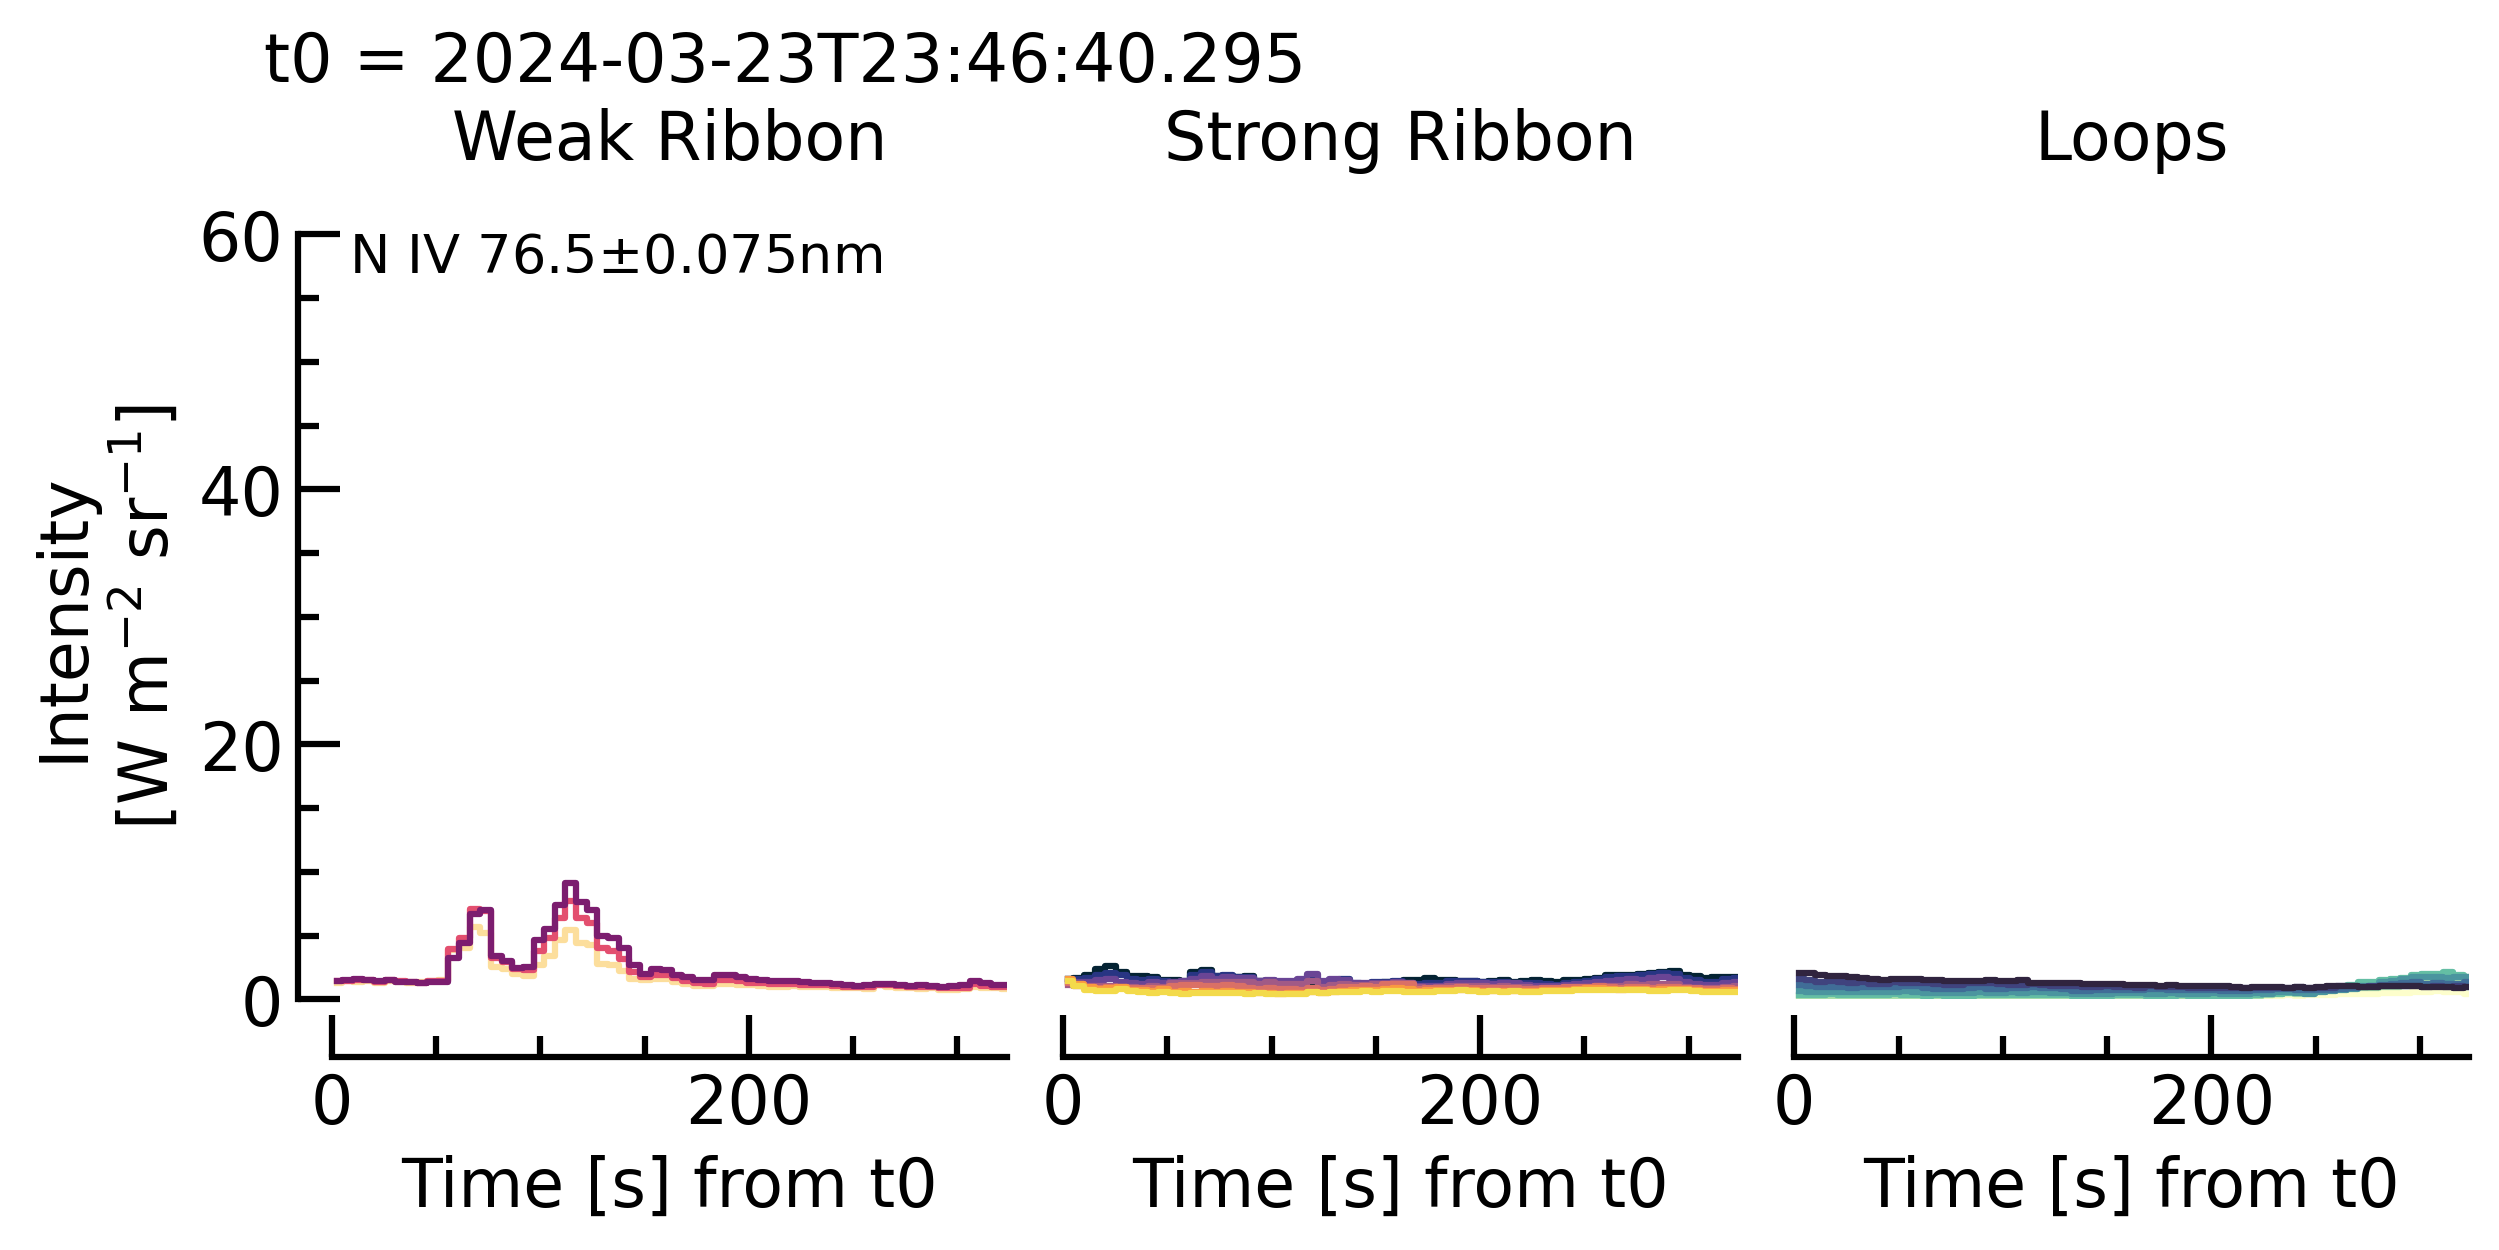 t0 = 2024-03-23T23:46:40.295
Weak Ribbon
Strong Ribbon
Loops
N IV 76.5±0.075nm
60
40
20
0
Intensity
[W m⁻² sr⁻¹]
0 200
0 200
0 200
Time [s] from t0
Time [s] from t0
Time [s] from t0